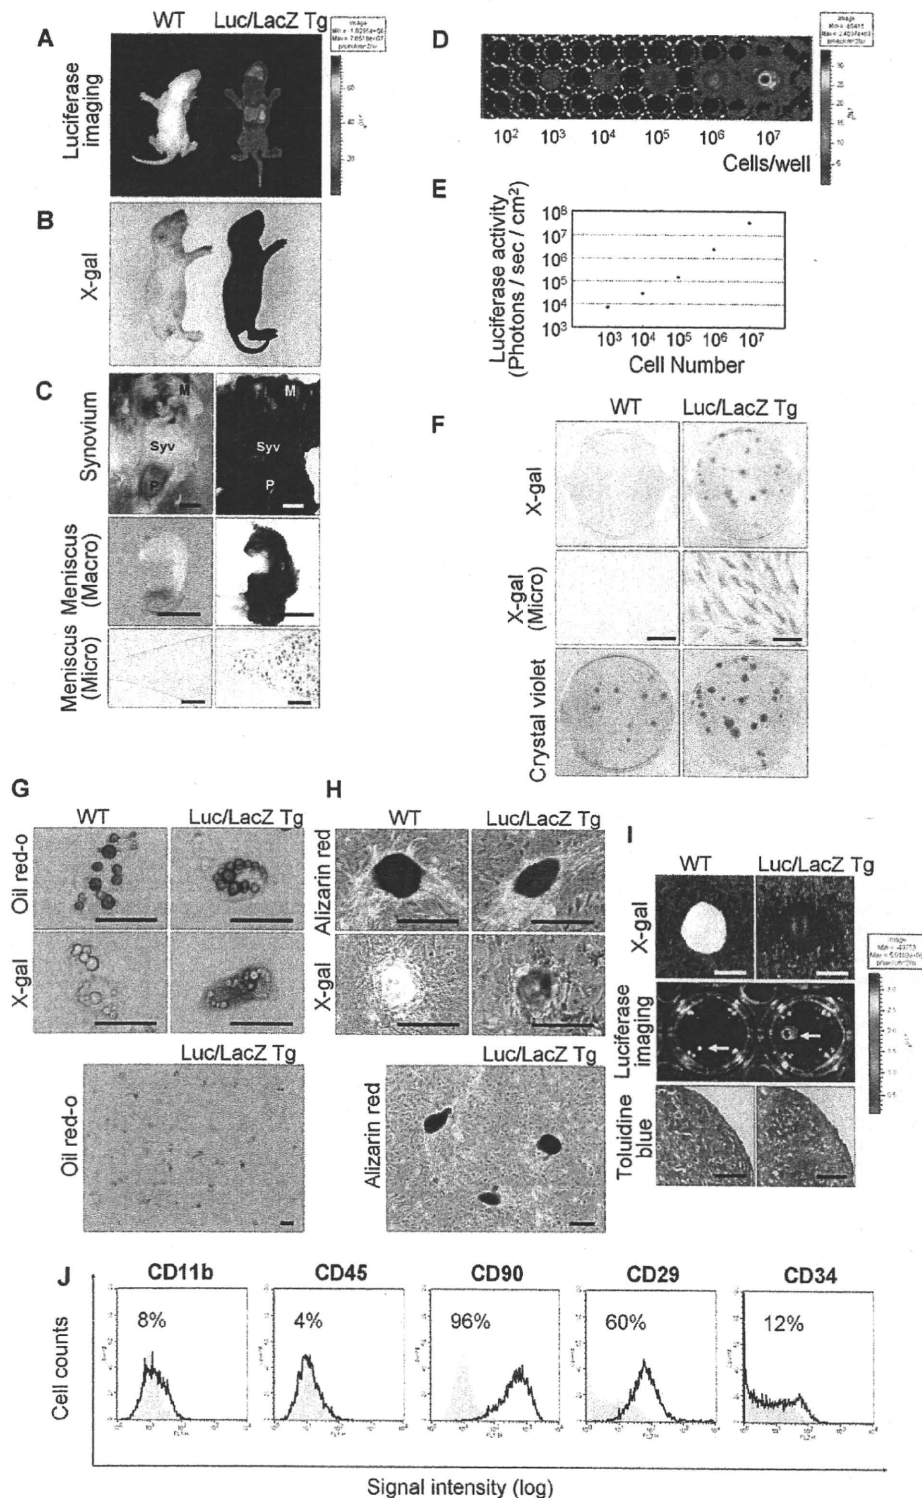 WT Luc/LacZ Tg
A
Luciferase imaging
B
X-gal
C
Synovium
M
Syv
P
M
Syv
P
Meniscus (Macro)
Meniscus (Micro)
D
10² 10³ 10⁴ 10⁵ 10⁶ 10⁷
Cells/well
E
Luciferase activity
(Photons / sec / cm²)
10⁸
10⁷
10⁶
10⁵
10⁴
10³
10³ 10⁴ 10⁵ 10⁶ 10⁷
Cell Number
F
WT Luc/LacZ Tg
X-gal
X-gal (Micro)
Crystal violet
G
WT Luc/LacZ Tg
Oil red-o
X-gal
Luc/LacZ Tg
Oil red-o
H
WT Luc/LacZ Tg
Alizarin red
X-gal
Luc/LacZ Tg
Alizarin red
I
WT Luc/LacZ Tg
X-gal
Luciferase imaging
Toluidine blue
J
CD11b CD45 CD90 CD29 CD34
8% 4% 96% 60% 12%
Cell counts
Signal intensity (log)